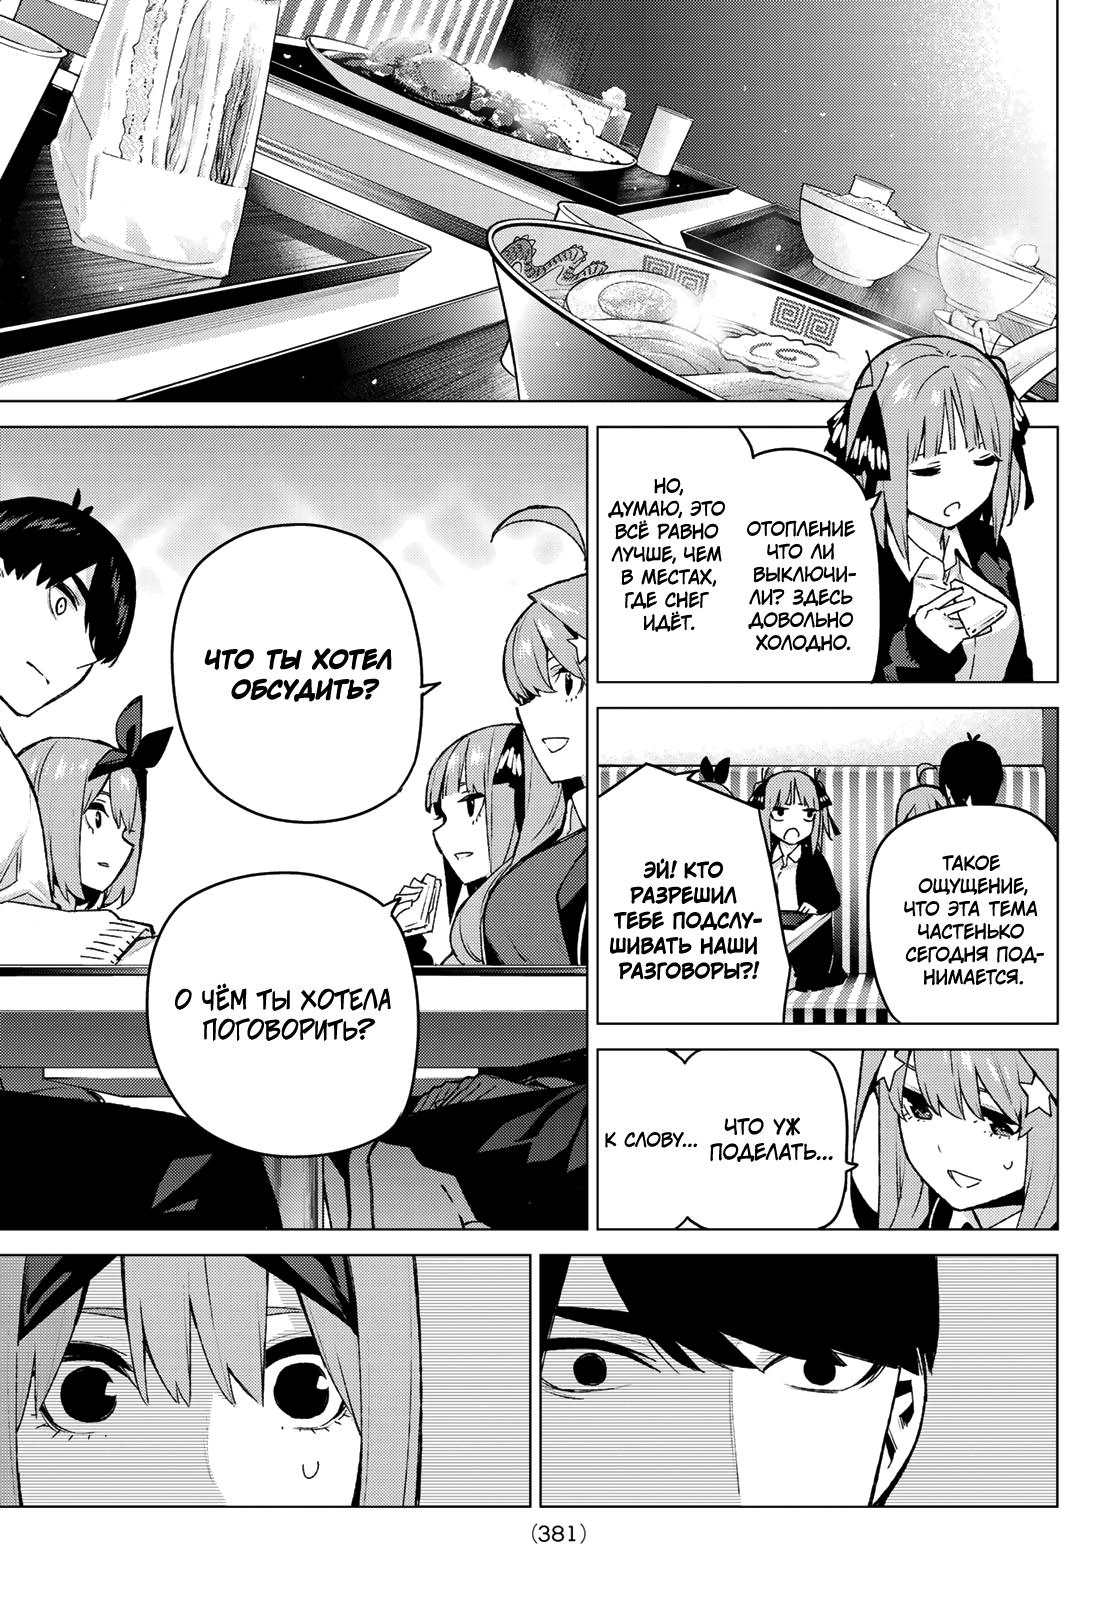 ОТОПЛЕНИЕ
ЧТО ЛИ
ВЫКЛЮЧИ-
ЛИ? ЗДЕСЬ
ДОВОЛЬНО
ХОЛОДНО.
НО,
ДУМАЮ, ЭТО
ВСЁ РАВНО
ЛУЧШЕ, ЧЕМ
В МЕСТАХ,
ГДЕ СНЕГ
ИДЁТ.
ТАКОЕ
ОЩУЩЕНИЕ,
ЧТО ЭТА ТЕМА
ЧАСТЕНЬКО
СЕГОДНЯ ПОД-
НИМАЕТСЯ.
ЭЙ! КТО
РАЗРЕШИЛ
ТЕБЕ ПОДСЛУ-
ШИВАТЬ НАШИ
РАЗГОВОРЫ?!
ЧТО УЖ
ПОДЕЛАТЬ...
К СЛОВУ...
ЧТО ТЫ ХОТЕЛ
ОБСУДИТЬ?
О ЧЁМ ТЫ ХОТЕЛА
ПОГОВОРИТЬ?
(381)